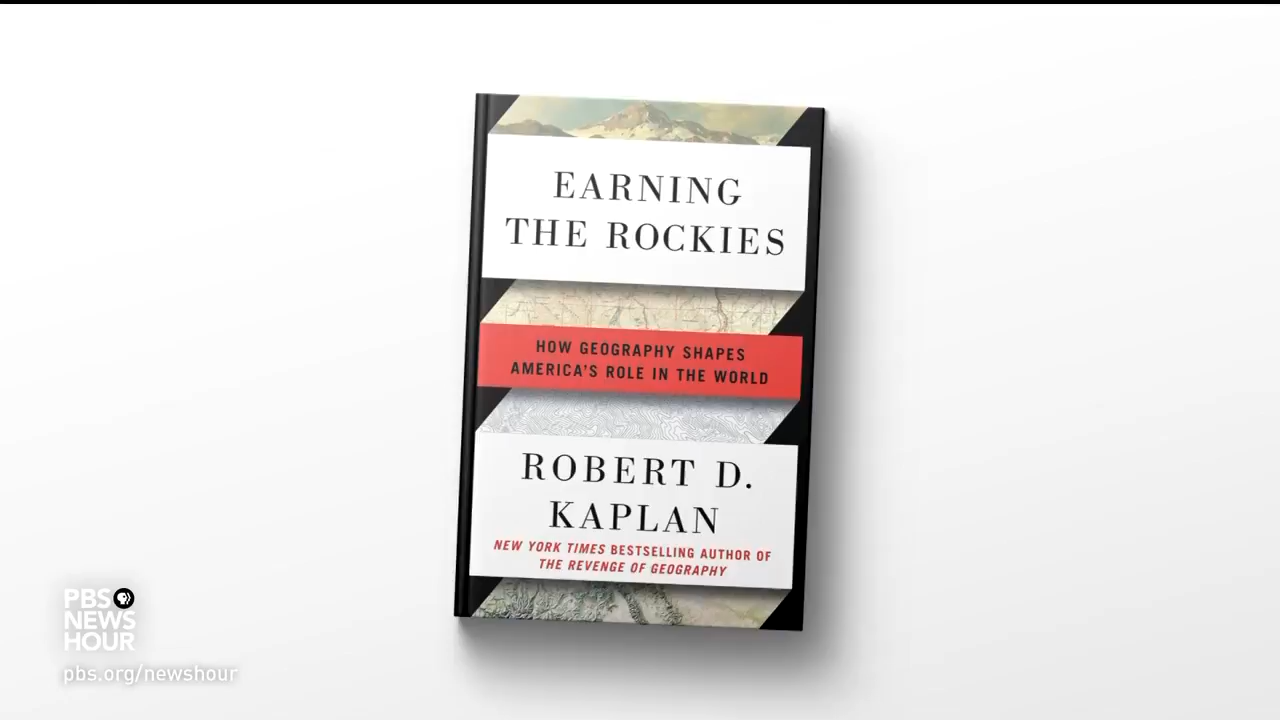 EARNING
THE ROCKIES
HOW GEOGRAPHY SHAPES
AMERICA'S ROLE IN THE WORLD
ROBERT D.
KAPLAN
NEW YORK TIMES BESTSELLING AUTHOR OF
THE REVENGE OF GEOGRAPHY
PBS
NEWS
HOUR
pbs.org/newshour